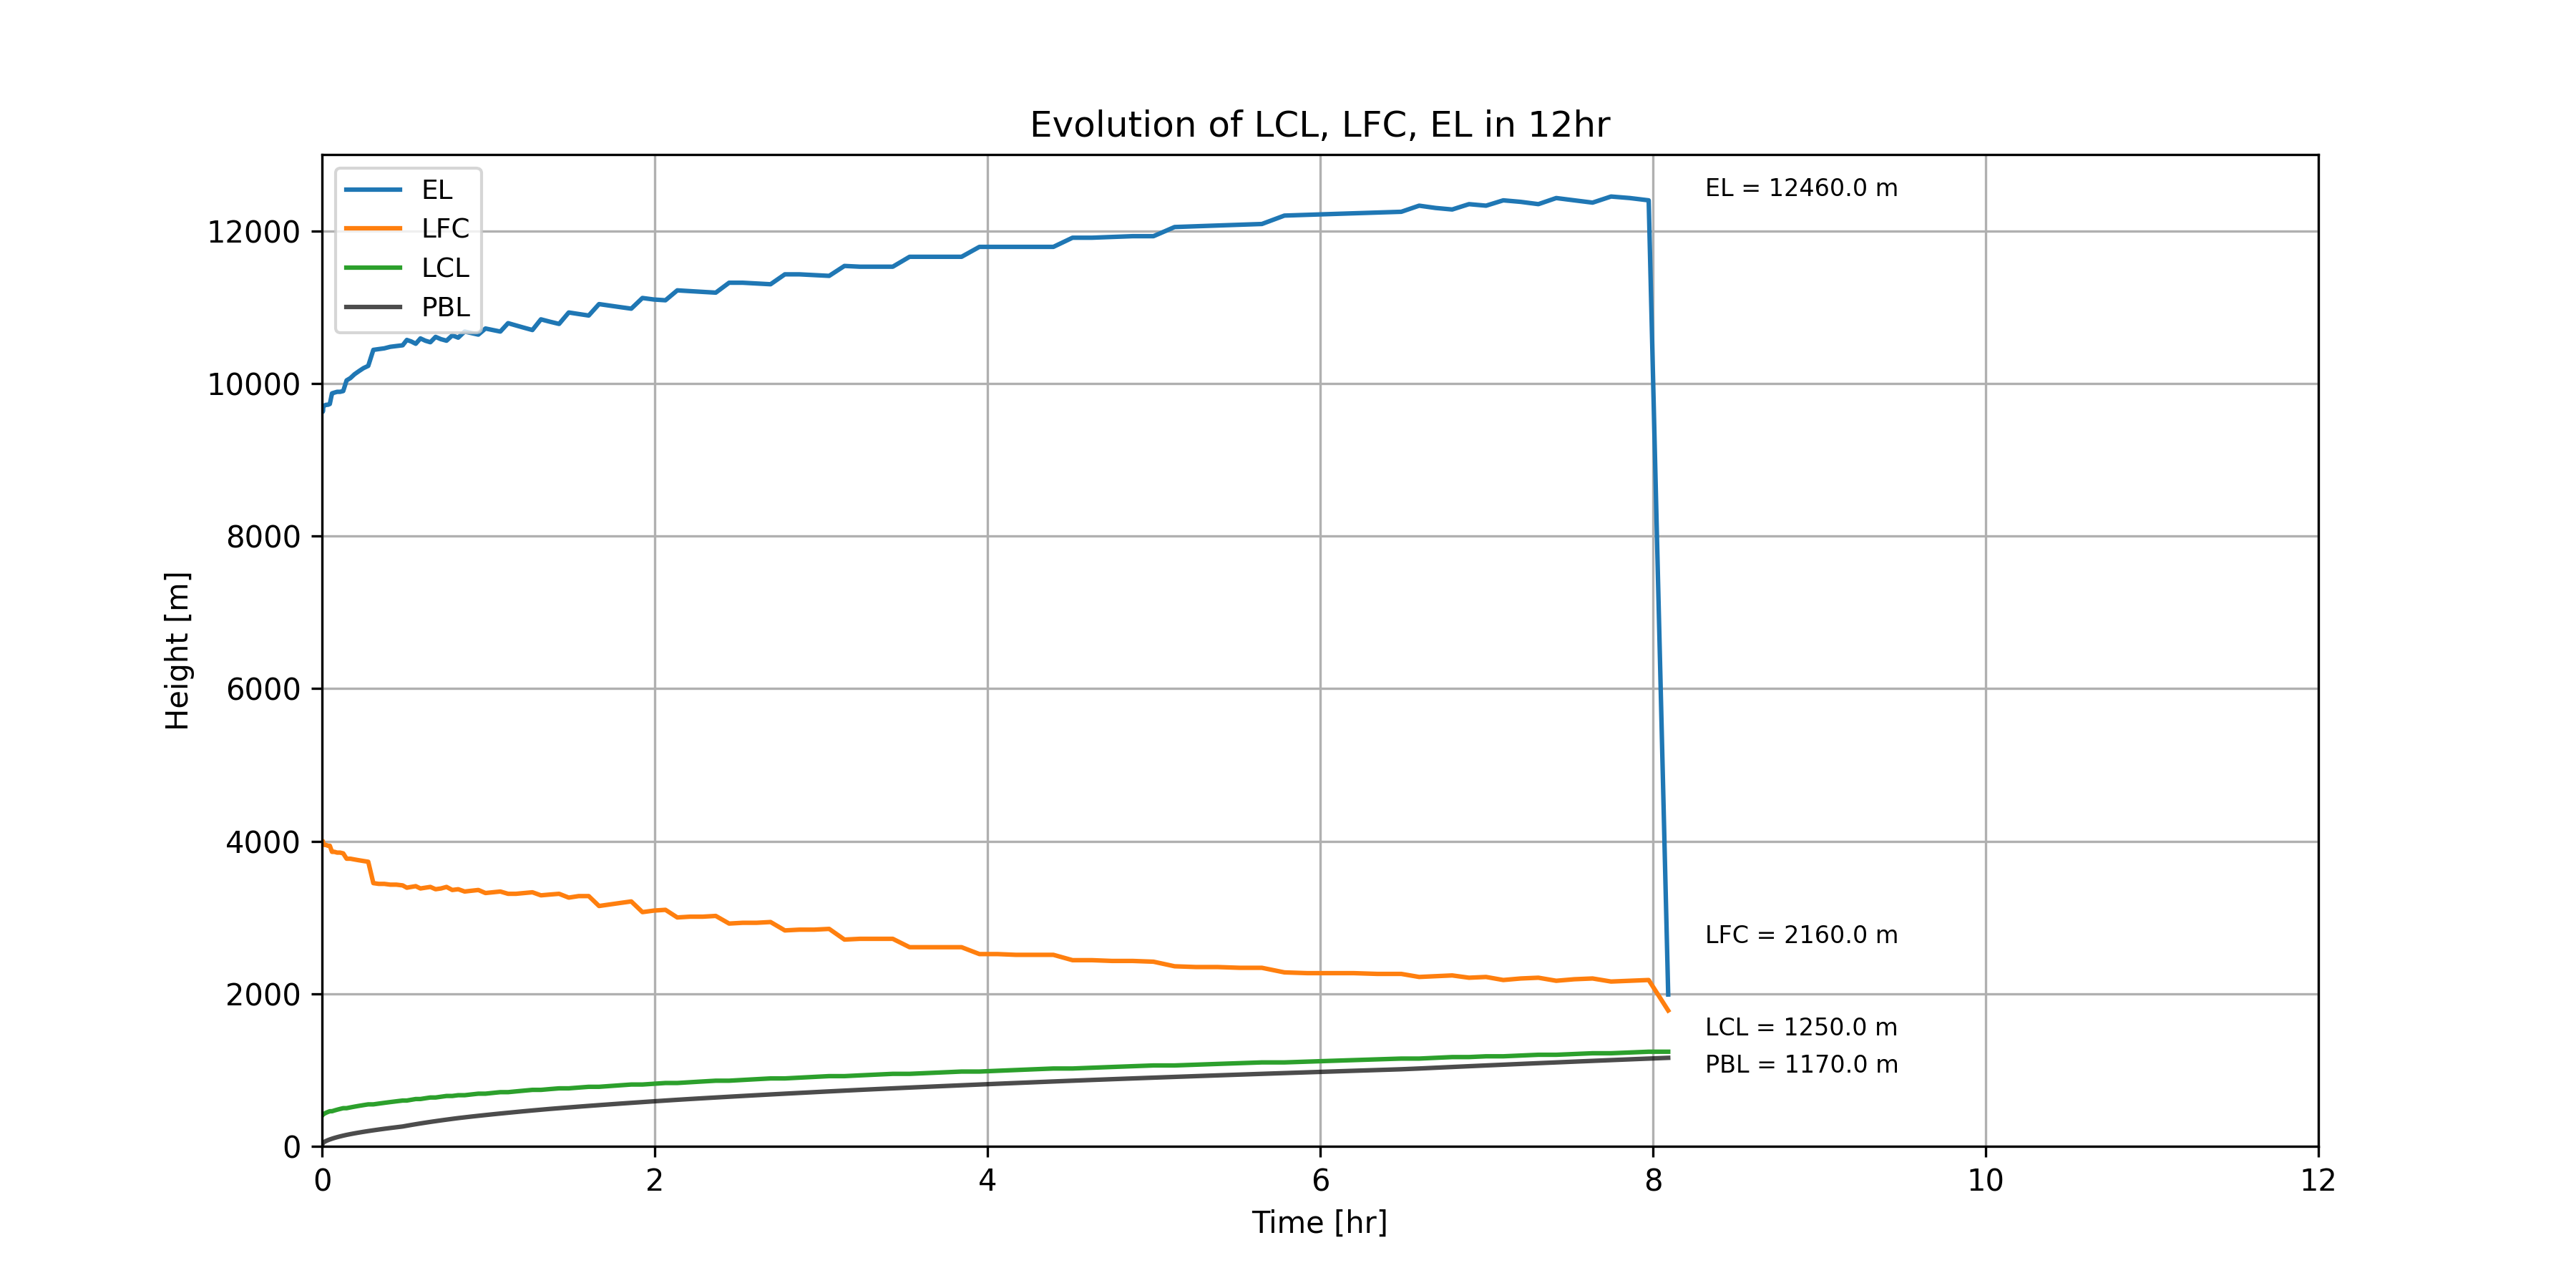 Evolution of LCL, LFC, EL in 12hr
EL
LFC
LCL
PBL
EL = 12460.0 m
LFC = 2160.0 m
LCL = 1250.0 m
PBL = 1170.0 m
Height [m]
12000
10000
8000
6000
4000
2000
0
0 2 4 6 8 10 12
Time [hr]